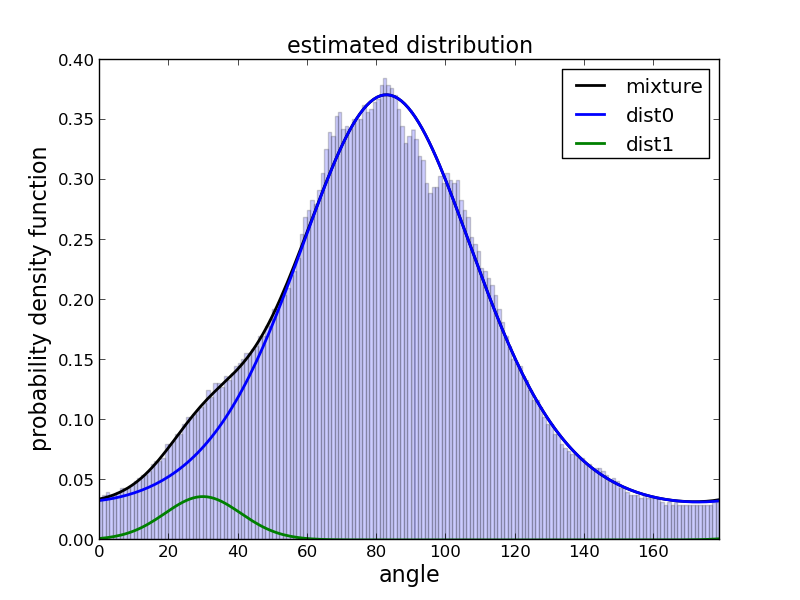 estimated distribution
mixture
dist0
dist1
probability density function
0.40
0.35
0.30
0.25
0.20
0.15
0.10
0.05
0.00
0 20 40 60 80 100 120 140 160
angle